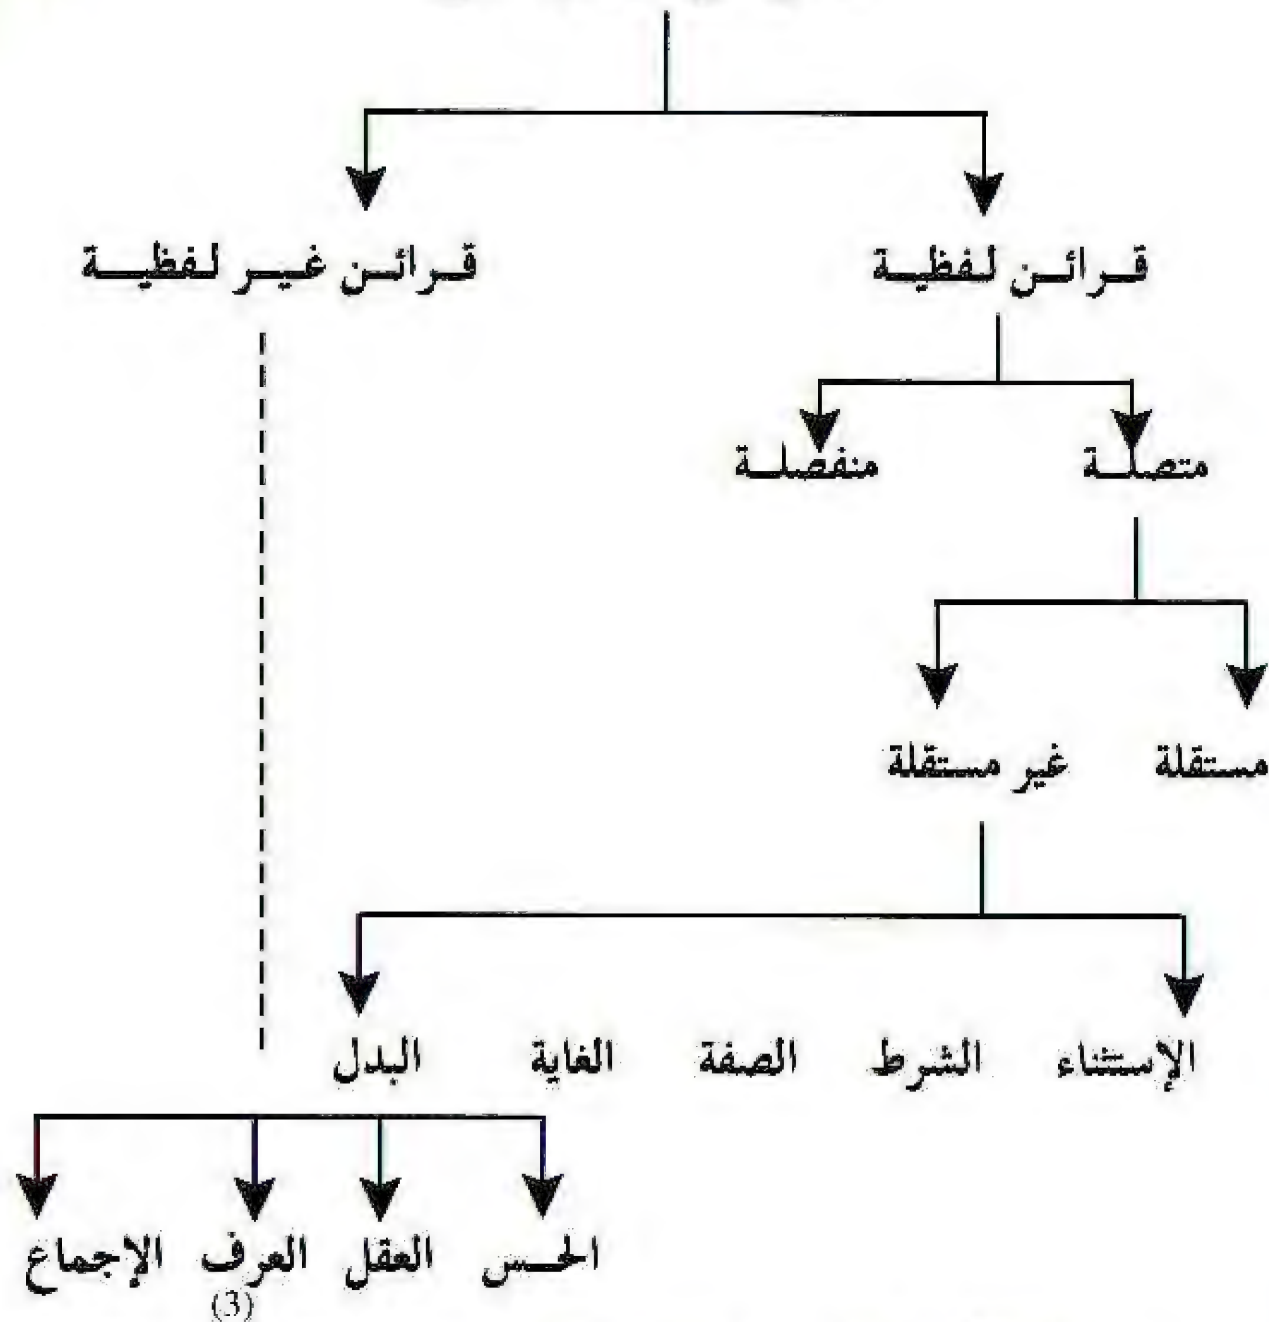 قرائن لفظية قرائن غير لفظية
متصلة منفصلة
مستقلة غير مستقلة
الإستثناء الشرط الصفة الغاية البدل
الحس العقل العرف الإجماع
(3)